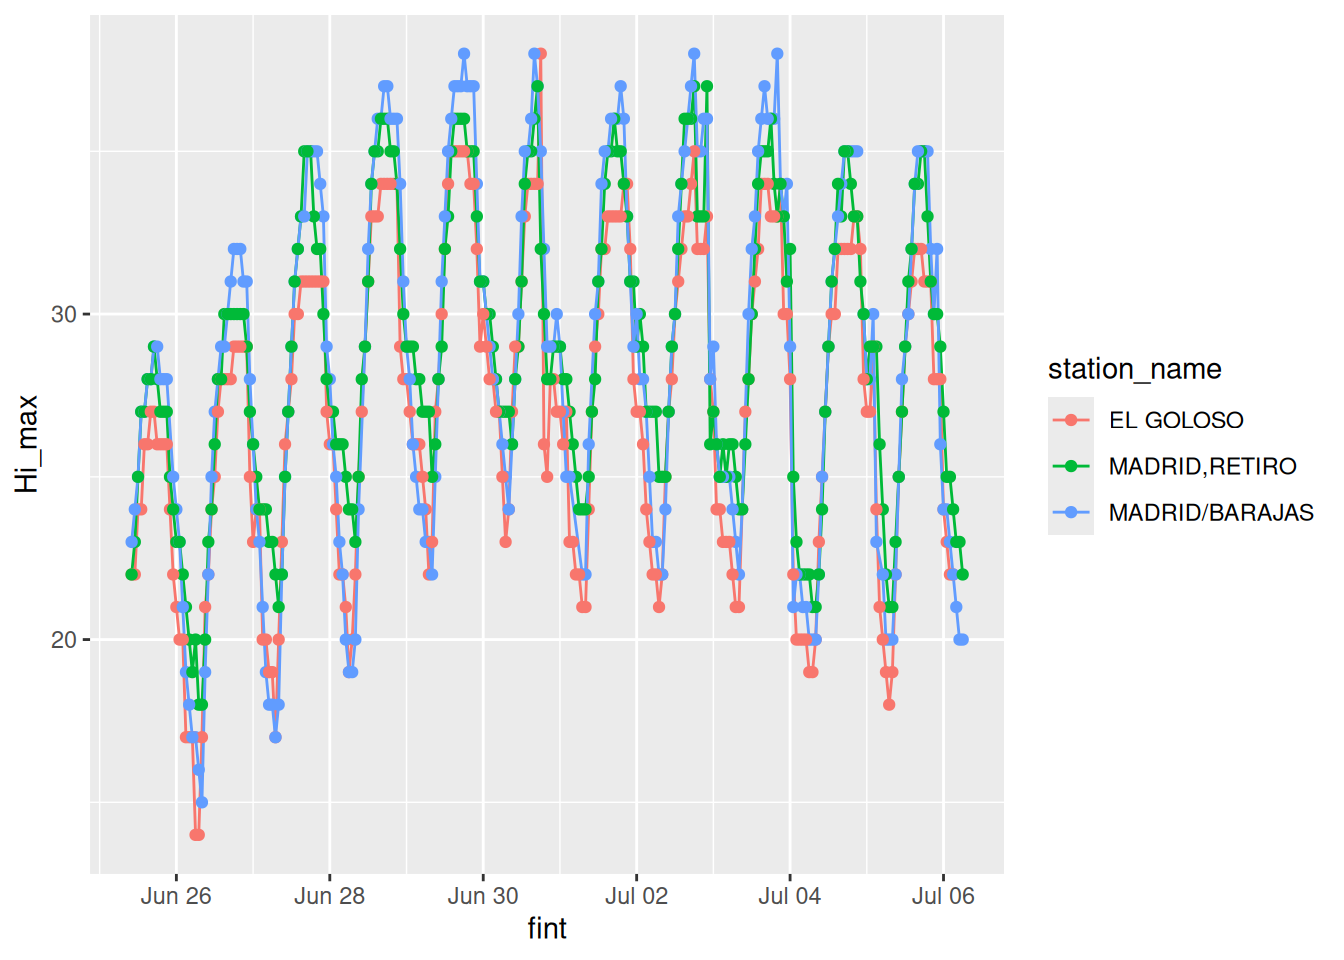 Hi_max
30
20
Jun 26
Jun 28
Jun 30
Jul 02
Jul 04
Jul 06
fint
station_name
EL GOLOSO
MADRID,RETIRO
MADRID/BARAJAS